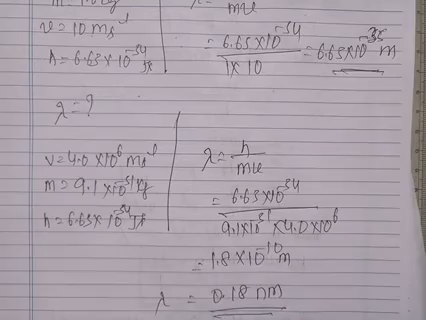 v = 10 ms⁻¹
h = 6.63 × 10⁻³⁴ Js
mv
= 6.63 × 10⁻³⁴ / 1 × 10 = 6.63 × 10⁻³⁵ m
λ = ?
v = 4.0 × 10⁶ ms⁻¹
m = 9.1 × 10⁻³¹ kg
h = 6.63 × 10⁻³⁴ Js
λ = h / mv
= 6.63 × 10⁻³⁴ / 9.1 × 10⁻³¹ × 4.0 × 10⁶
= 1.8 × 10⁻¹⁰ m
λ = 0.18 nm